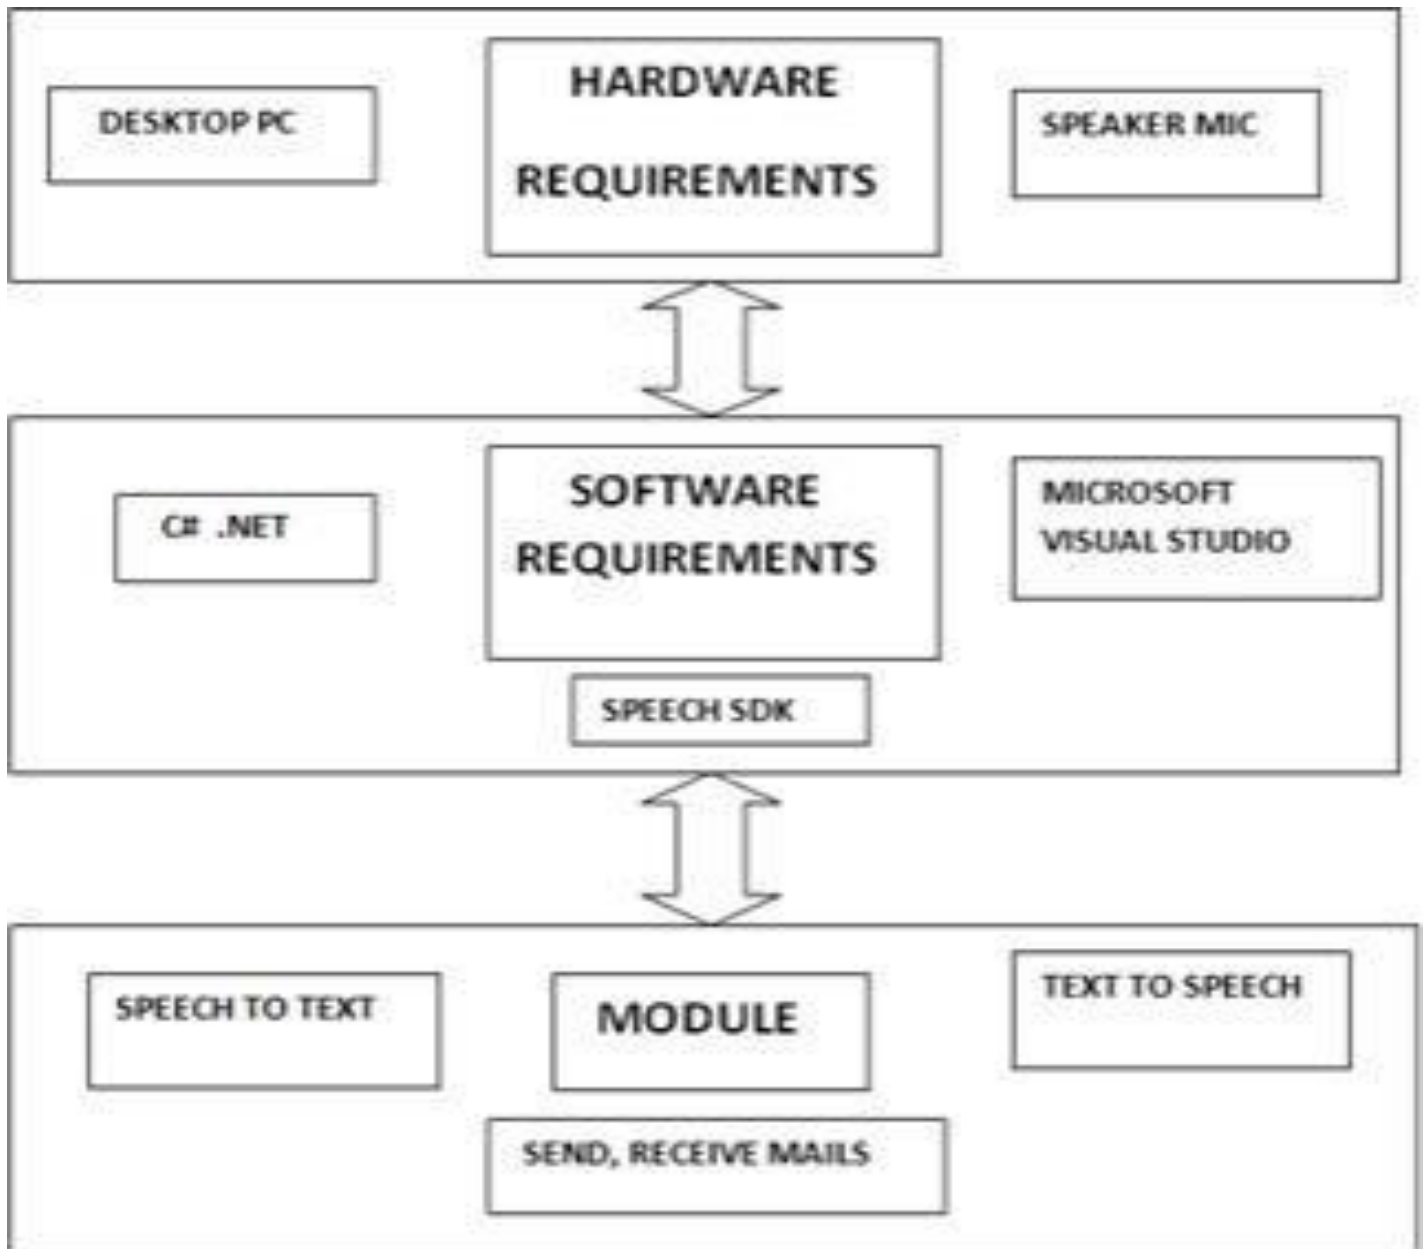 DESKTOP PC
HARDWARE
REQUIREMENTS
SPEAKER MIC
C# .NET
SOFTWARE
REQUIREMENTS
MICROSOFT
VISUAL STUDIO
SPEECH SDK
SPEECH TO TEXT
MODULE
TEXT TO SPEECH
SEND, RECEIVE MAILS